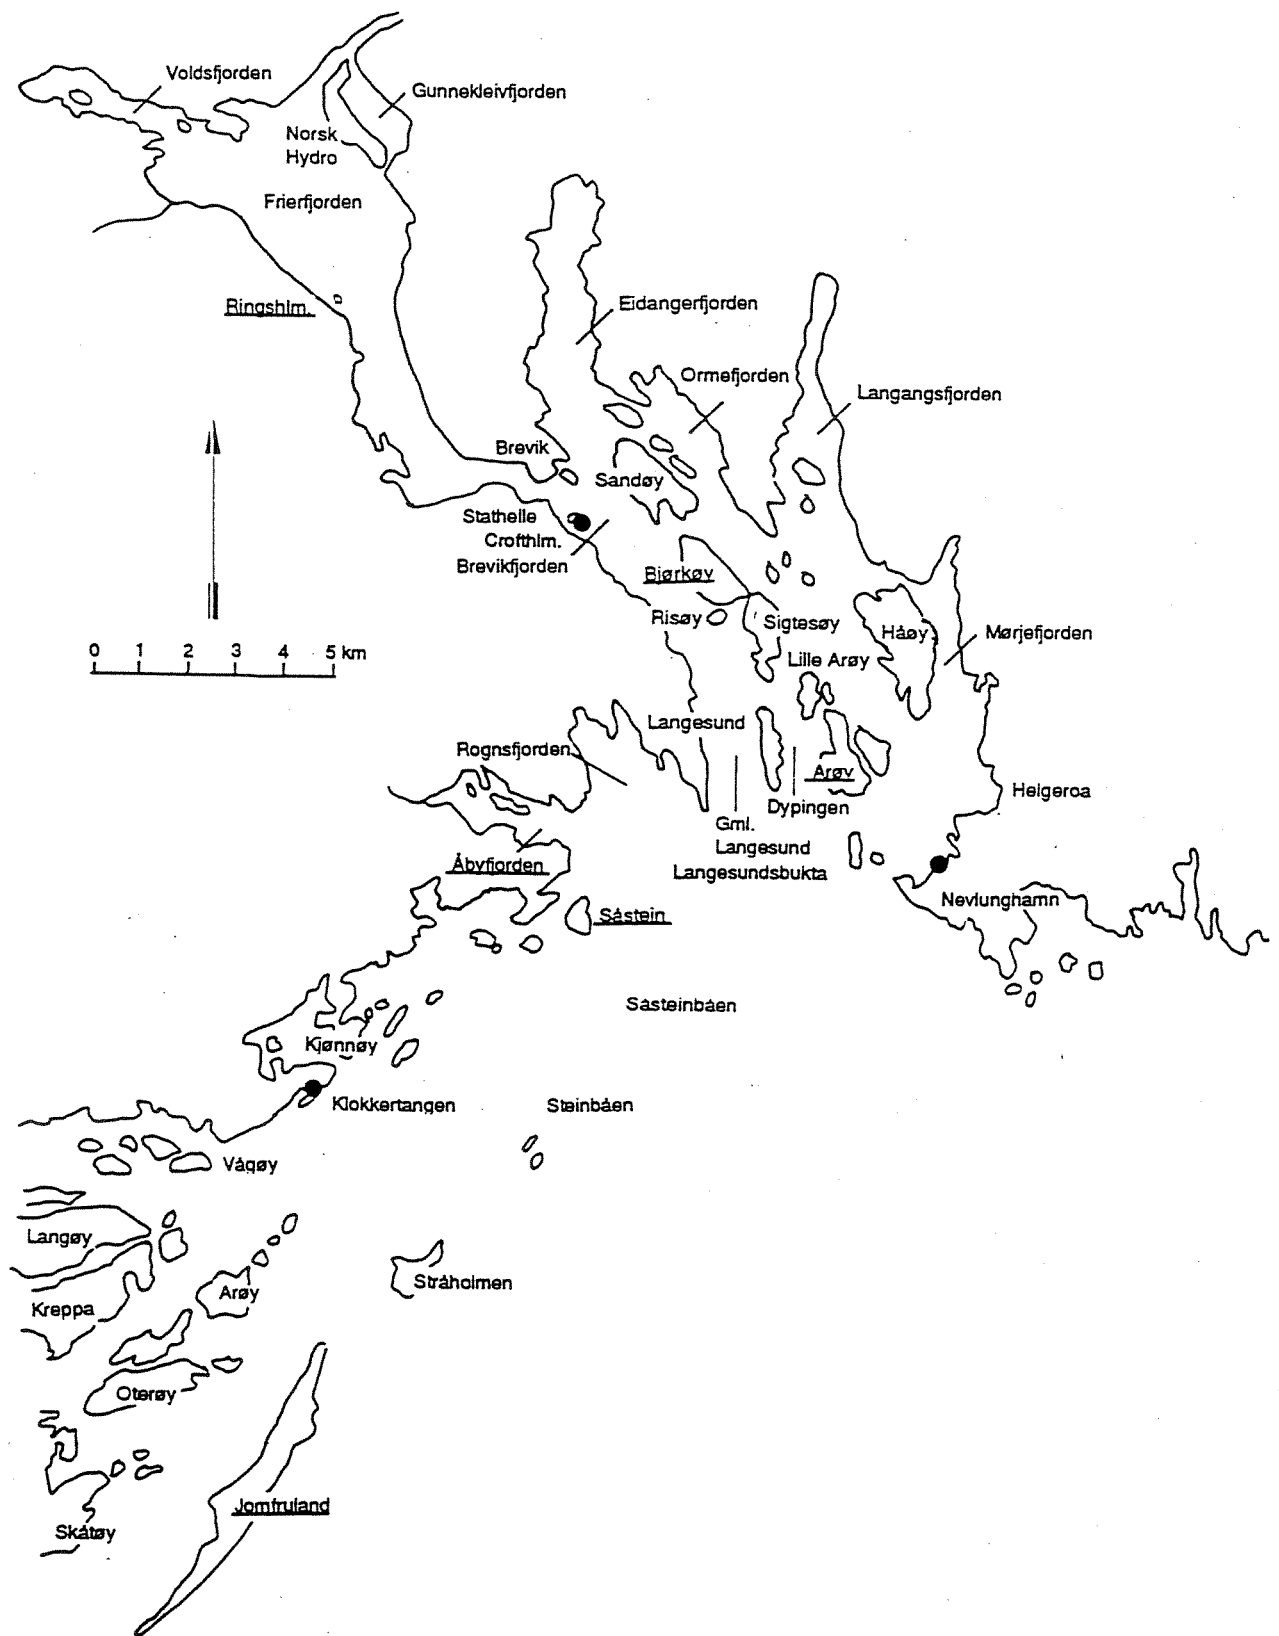 Voldsfjorden
Gunnekleivfjorden
Norsk
Hydro
Frierfjorden
Ringshlm.
Eidangerfjorden
Ormefjorden
Langangsfjorden
Brevik
Sandøy
Stathelle
Crofthlm.
Brevikfjorden
Bjørkøy
Risøy
Sigtesøy
Håøy
Mørjefjorden
0 1 2 3 4 5 km
Lille Arøy
Langesund
Rognsfjorden
Arøy
Dypingen
Helgeroa
Gml.
Langesund
Langesundsbukta
Åbyfjorden
Såstein
Nevlunghamn
Såsteinbåen
Kjønnøy
Klokkertangen
Steinbåen
Vågøy
Langøy
Stråholmen
Arøy
Kreppa
Oterøy
Jomfruland
Skåtøy